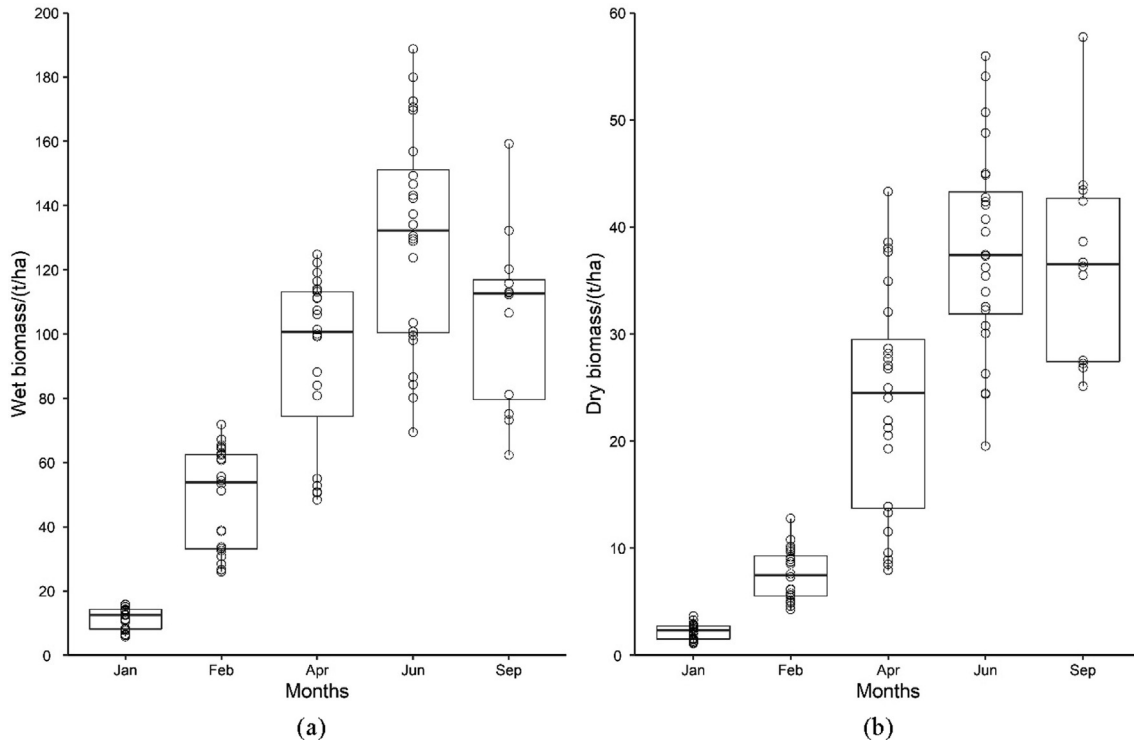 200
180
160
140
120
100
80
60
40
20
0
Wet biomass/(t/ha)
Jan Feb Apr Jun Sep
Months
(a)
60
50
40
30
20
10
0
Dry biomass/(t/ha)
Jan Feb Apr Jun Sep
Months
(b)